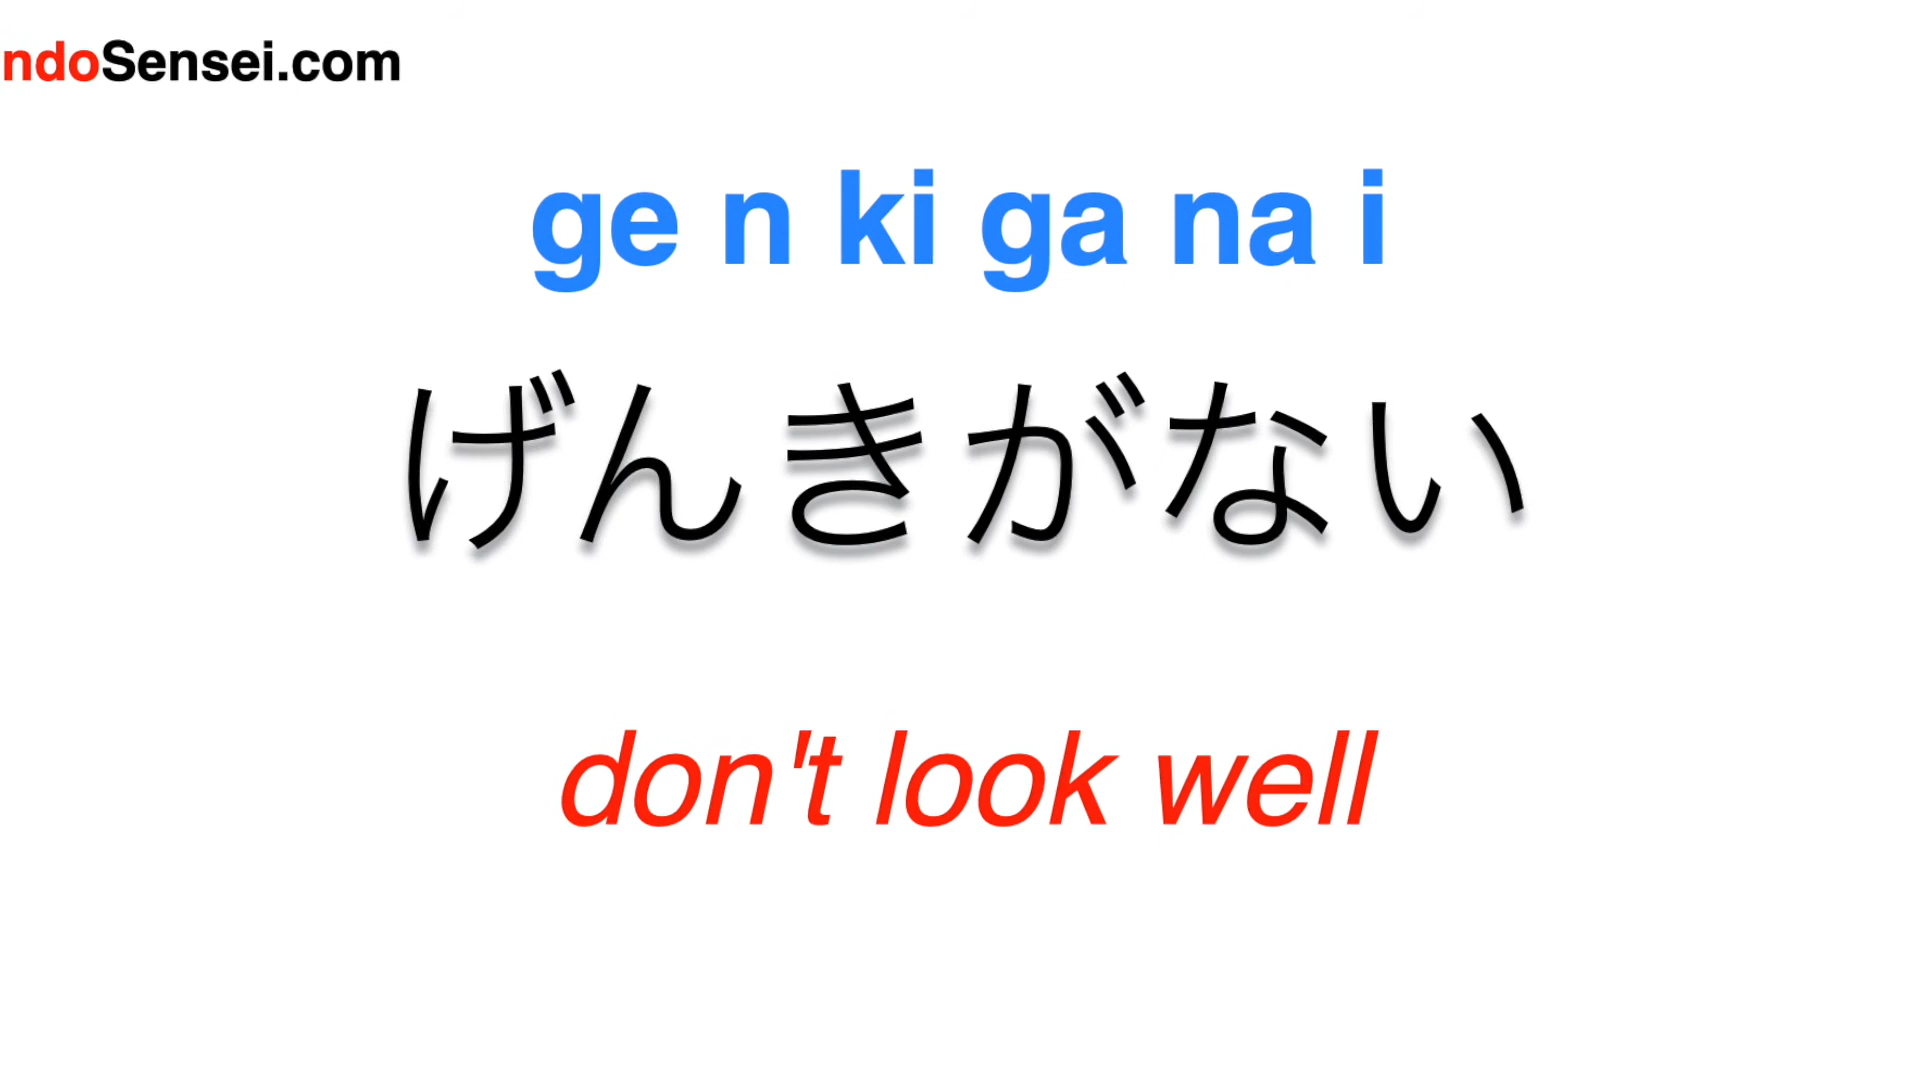 ndoSensei.com
ge n ki ga na i
げんきがない
don't look well